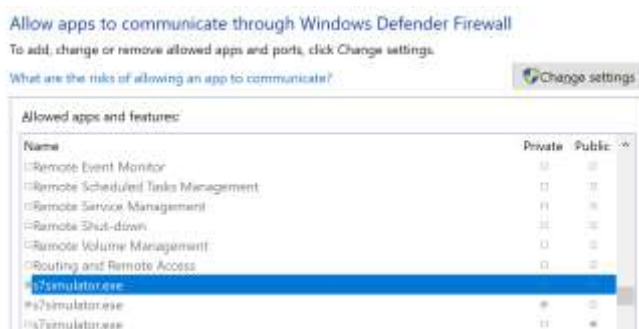 Allow apps to communicate through Windows Defender Firewall
To add, change or remove allowed apps and ports, click Change settings.
What are the risks of allowing an app to communicate?
Change settings
Allowed apps and features:
Name Private Public
Remote Event Monitor
Remote Scheduled Tasks Management
Remote Service Management
Remote Shut-down
Remote Volume Management
Routing and Remote Access
s7simulator.exe
s7simulator.exe
s7simulator.exe